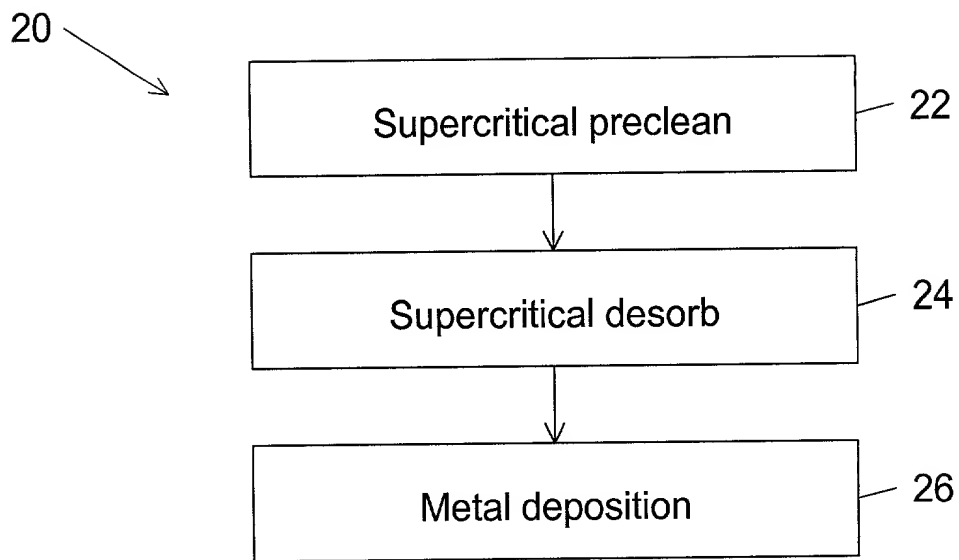 20
Supercritical preclean
22
Supercritical desorb
24
Metal deposition
26